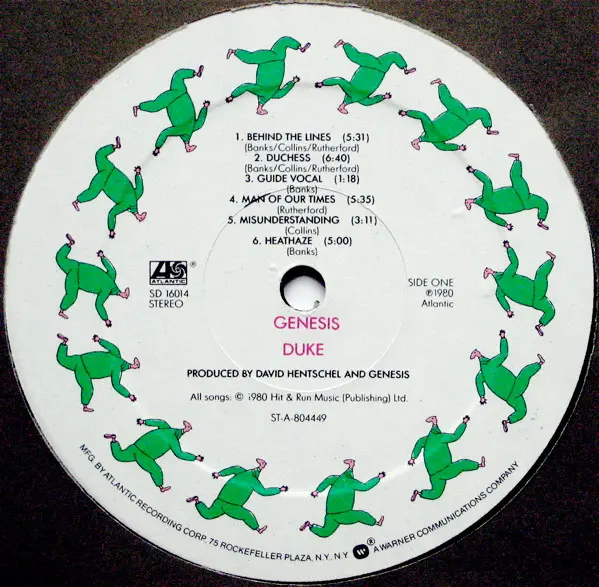 1. BEHIND THE LINES (5:31)
(Banks/Collins/Rutherford)
2. DUCHESS (6:40)
(Banks/Collins/Rutherford)
3. GUIDE VOCAL (1:18)
(Banks)
4. MAN OF OUR TIMES (5:35)
(Rutherford)
5. MISUNDERSTANDING (3:11)
(Collins)
6. HEATHAZE (5:00)
(Banks)
ATLANTIC ®
SD 16014
STEREO
SIDE ONE
℗1980
Atlantic
GENESIS
DUKE
PRODUCED BY DAVID HENTSCHEL AND GENESIS
All songs: © 1980 Hit & Run Music (Publishing) Ltd.
ST-A-804449
MFG. BY ATLANTIC RECORDING CORP. 75 ROCKEFELLER PLAZA, N.Y. N.Y. ® A WARNER COMMUNICATIONS COMPANY